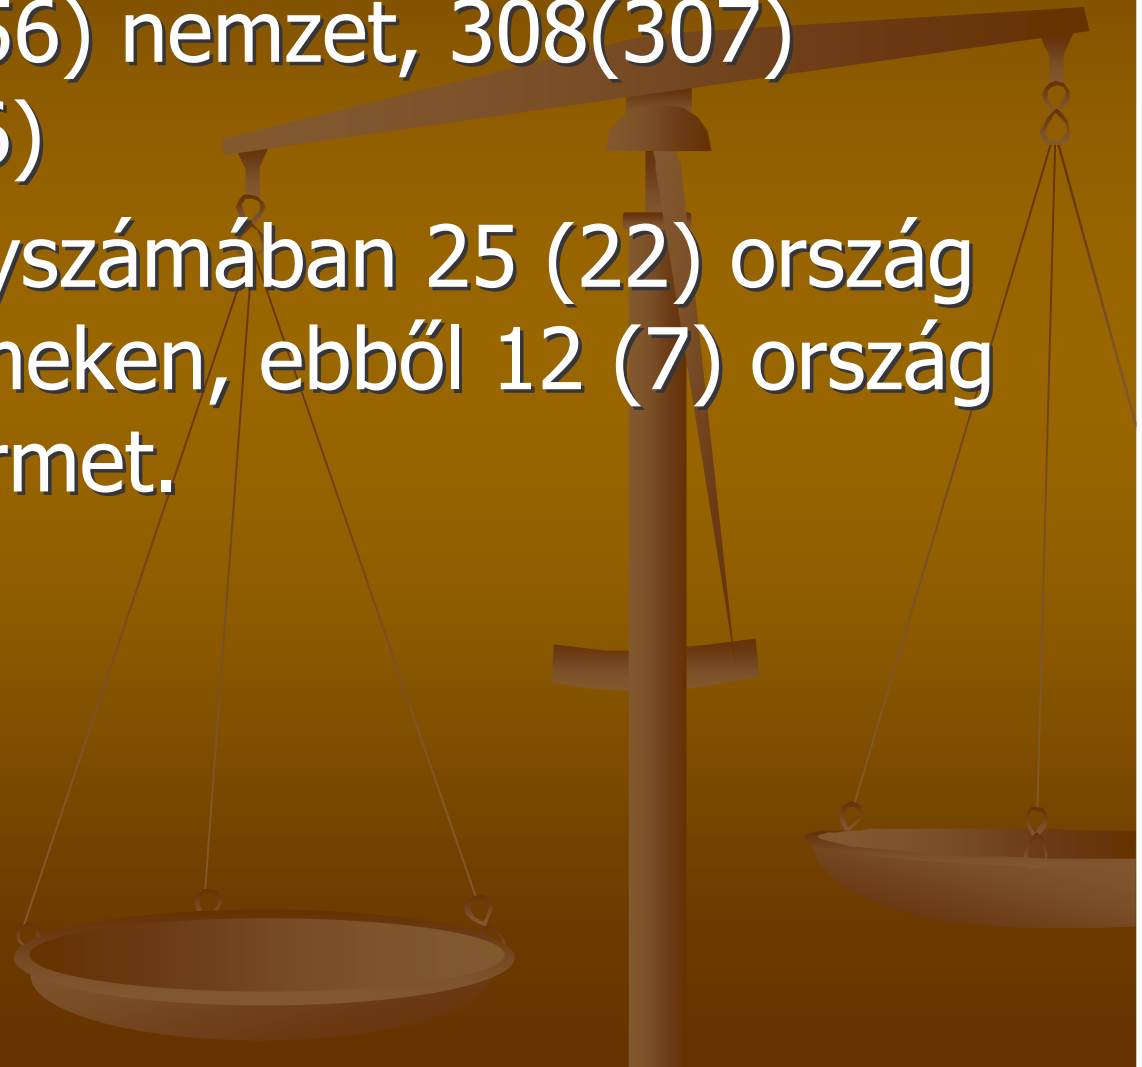 56) nemzet, 308(307)
6)
yszámában 25 (22) ország
neken, ebből 12 (7) ország
rmet.